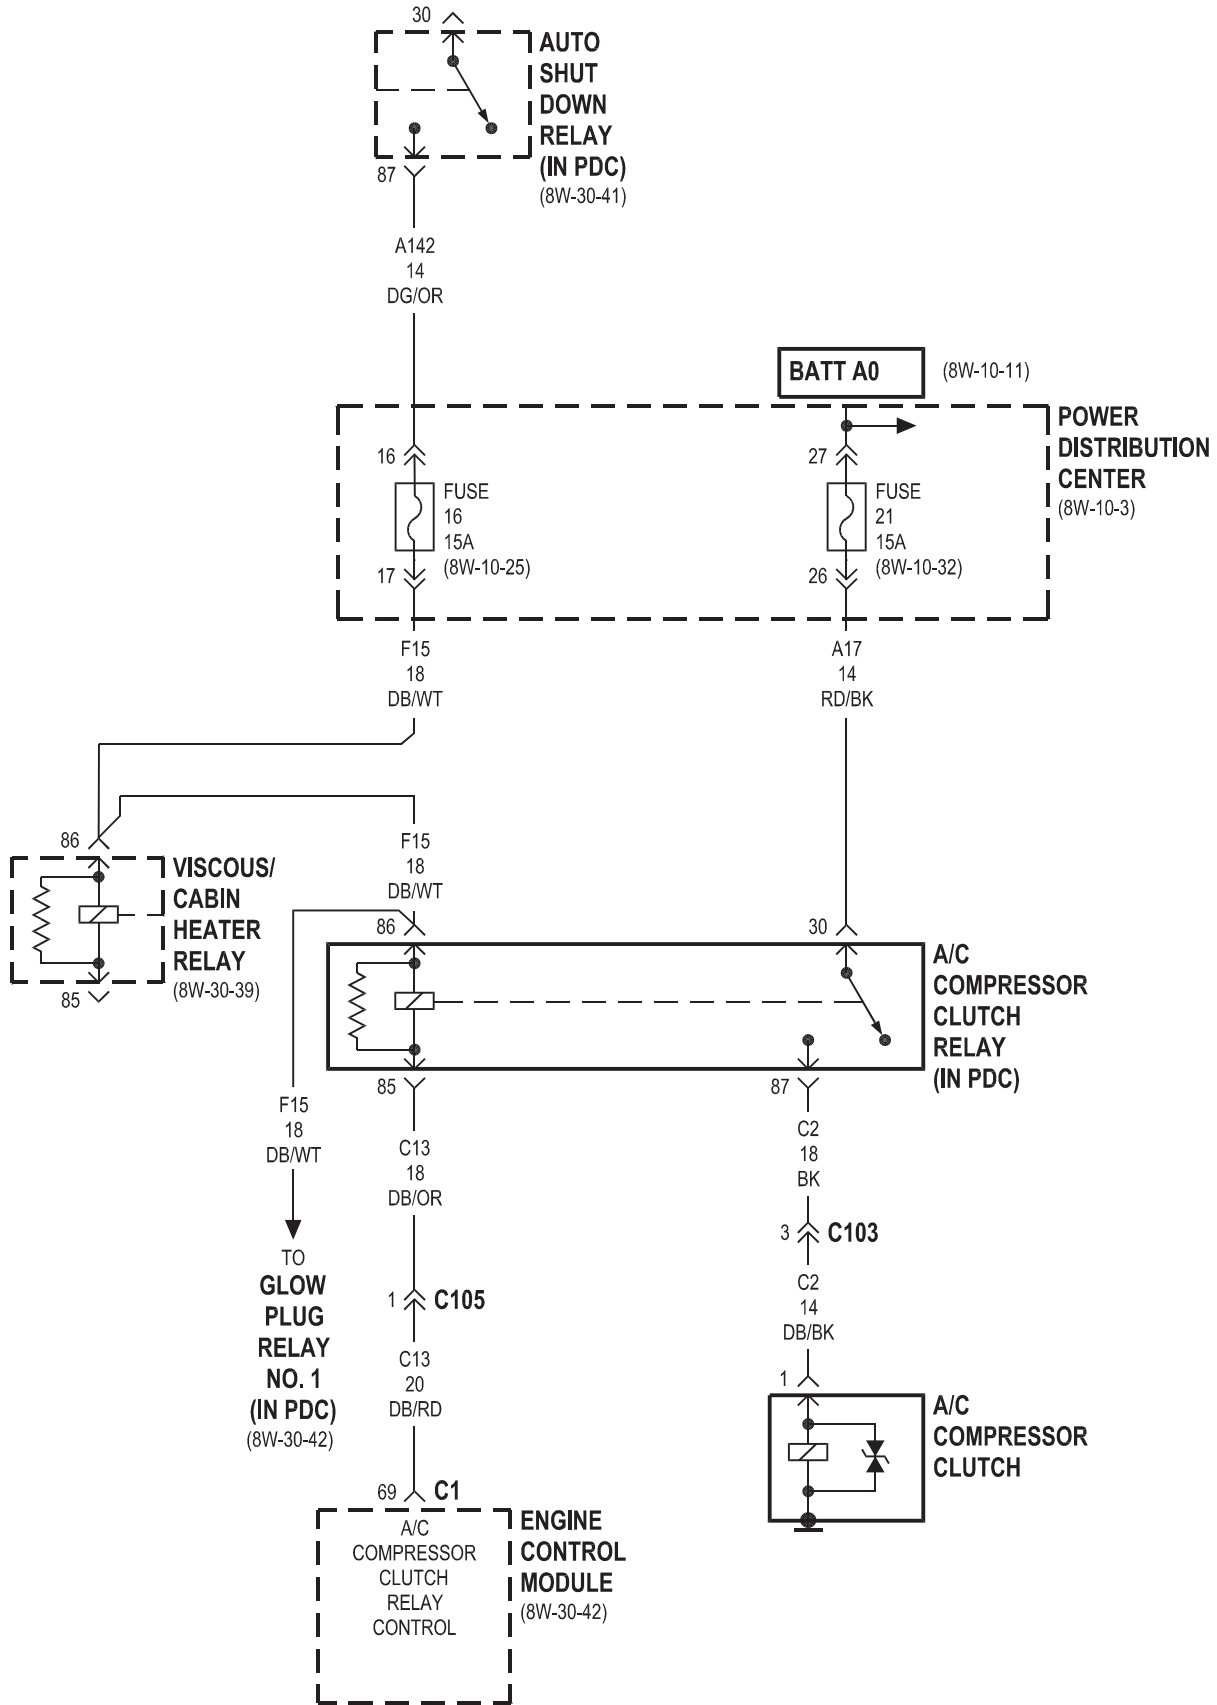 30
AUTO
SHUT
DOWN
RELAY
(IN PDC)
(8W-30-41)
87
A142
14
DG/OR
BATT A0
(8W-10-11)
POWER
DISTRIBUTION
CENTER
(8W-10-3)
16
FUSE
16
15A
(8W-10-25)
17
27
FUSE
21
15A
(8W-10-32)
26
F15
18
DB/WT
A17
14
RD/BK
86
VISCOUS/
CABIN
HEATER
RELAY
(8W-30-39)
85
F15
18
DB/WT
86
30
A/C
COMPRESSOR
CLUTCH
RELAY
(IN PDC)
85
87
F15
18
DB/WT
TO
GLOW
PLUG
RELAY
NO. 1
(IN PDC)
(8W-30-42)
C13
18
DB/OR
1 C105
C13
20
DB/RD
69 C1
A/C
COMPRESSOR
CLUTCH
RELAY
CONTROL
ENGINE
CONTROL
MODULE
(8W-30-42)
C2
18
BK
3 C103
C2
14
DB/BK
1
A/C
COMPRESSOR
CLUTCH